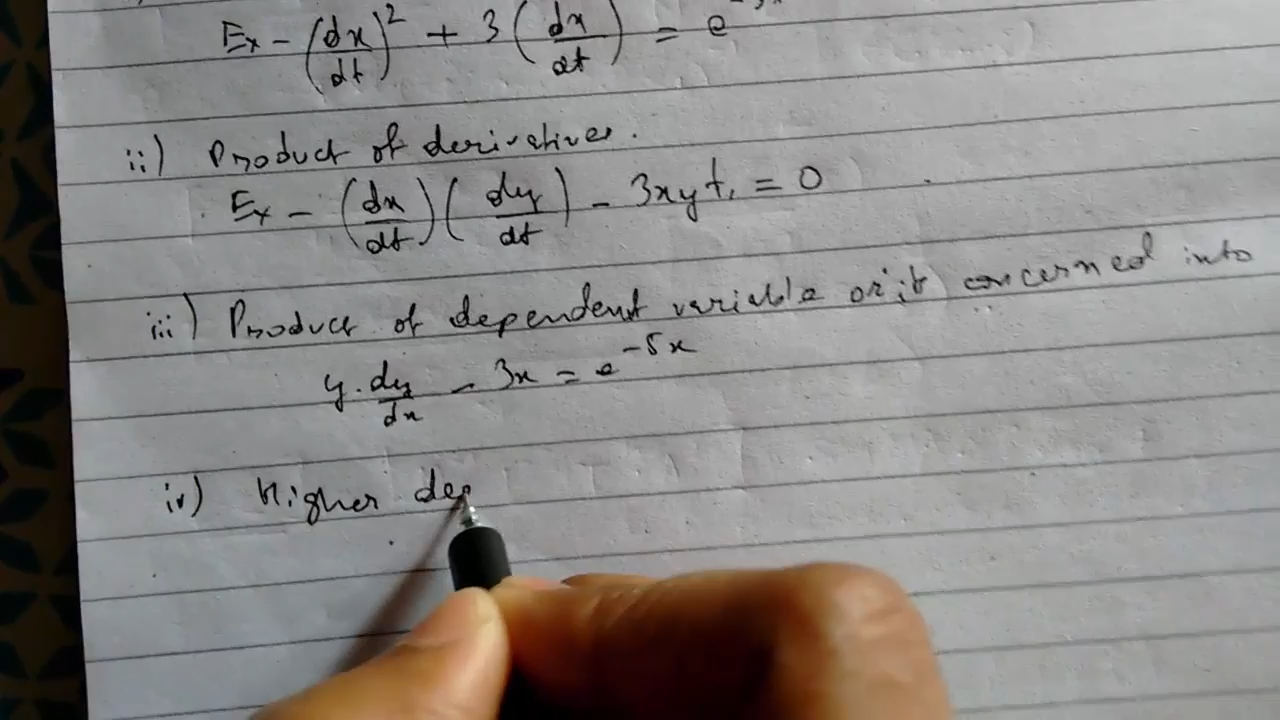 Ex - (dx/dt)² + 3 (dx/dt) = e
ii) Product of derivatives.
Ex - (dx/dt)(dy/dt) - 3xyt, = 0
iii) Product of dependent variable or it concerned into
y. dy/dx - 3x = e^-5x
iv) Higher deg